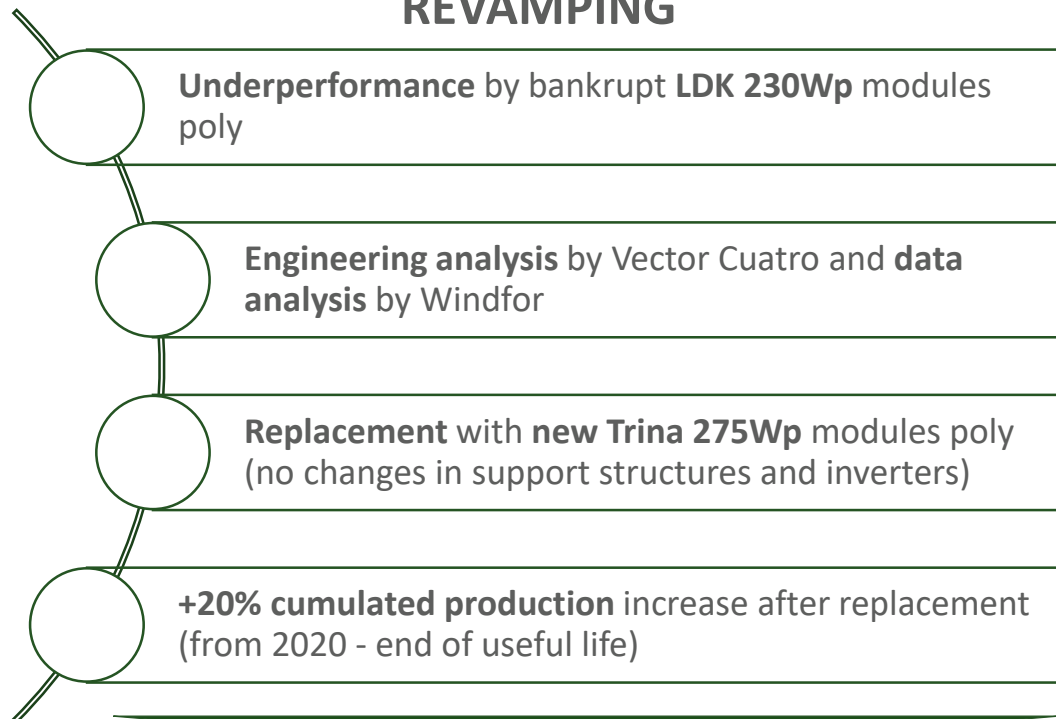 REVAMPING
Underperformance by bankrupt LDK 230Wp modules
poly
Engineering analysis by Vector Cuatro and data
analysis by Windfor
Replacement with new Trina 275Wp modules poly
(no changes in support structures and inverters)
+20% cumulated production increase after replacement
(from 2020 - end of useful life)